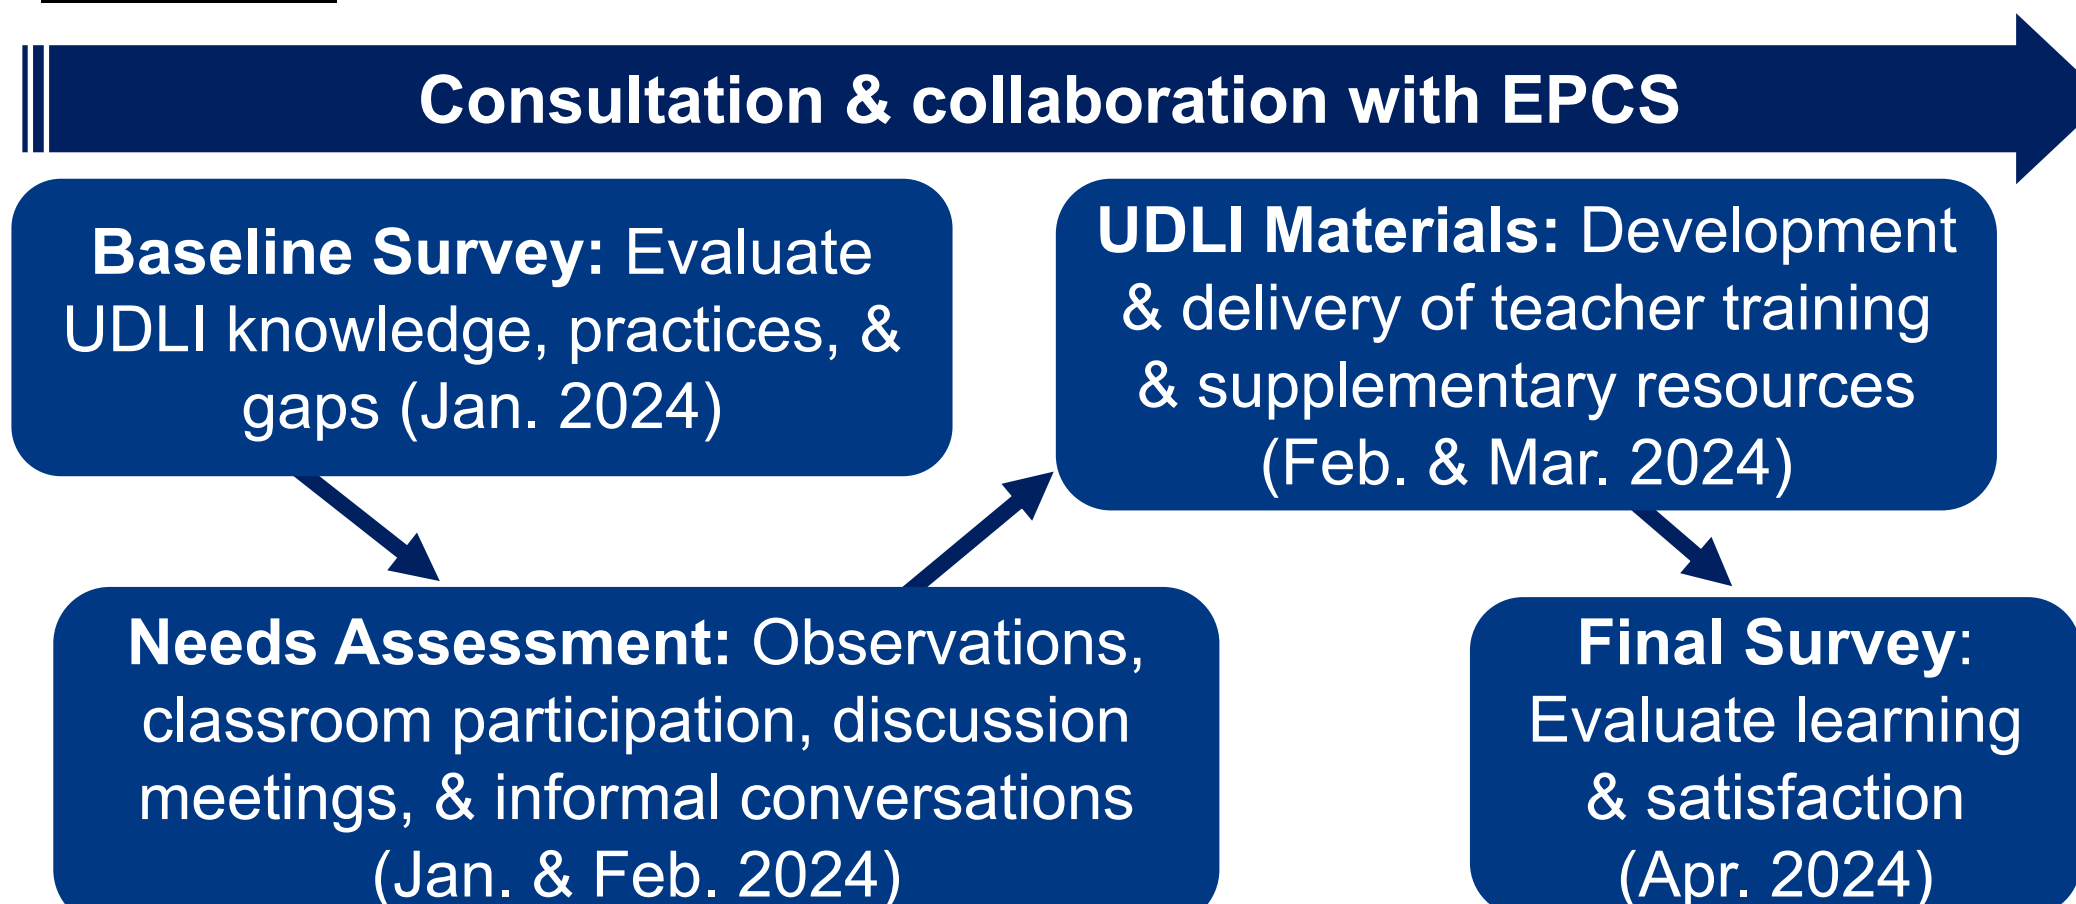 Consultation & collaboration with EPCS
Baseline Survey: Evaluate
UDLI knowledge, practices, &
gaps (Jan. 2024)
Needs Assessment: Observations,
classroom participation, discussion
meetings, & informal conversations
(Jan. & Feb. 2024)
UDLI Materials: Development
& delivery of teacher training
& supplementary resources
(Feb. & Mar. 2024)
Final Survey:
Evaluate learning
& satisfaction
(Apr. 2024)